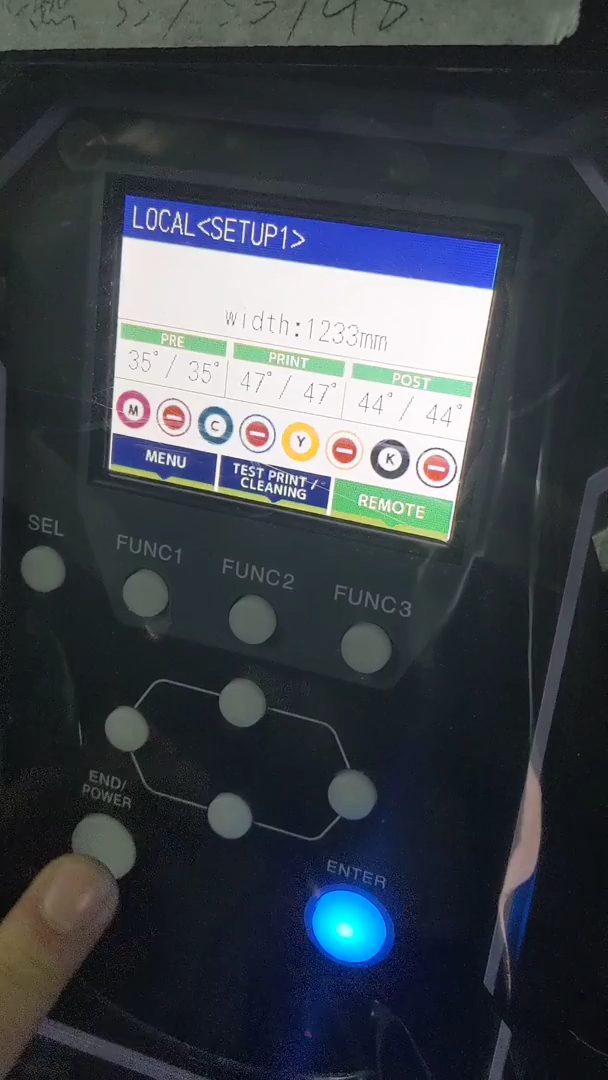 LOCAL<SETUP1>
width:1233mm
PRE PRINT POST
35°/ 35° 47°/ 47° 44°/ 44°
M C Y K
MENU
TEST PRINT/
CLEANING
REMOTE
SEL
FUNC1
FUNC2
FUNC3
END/
POWER
ENTER